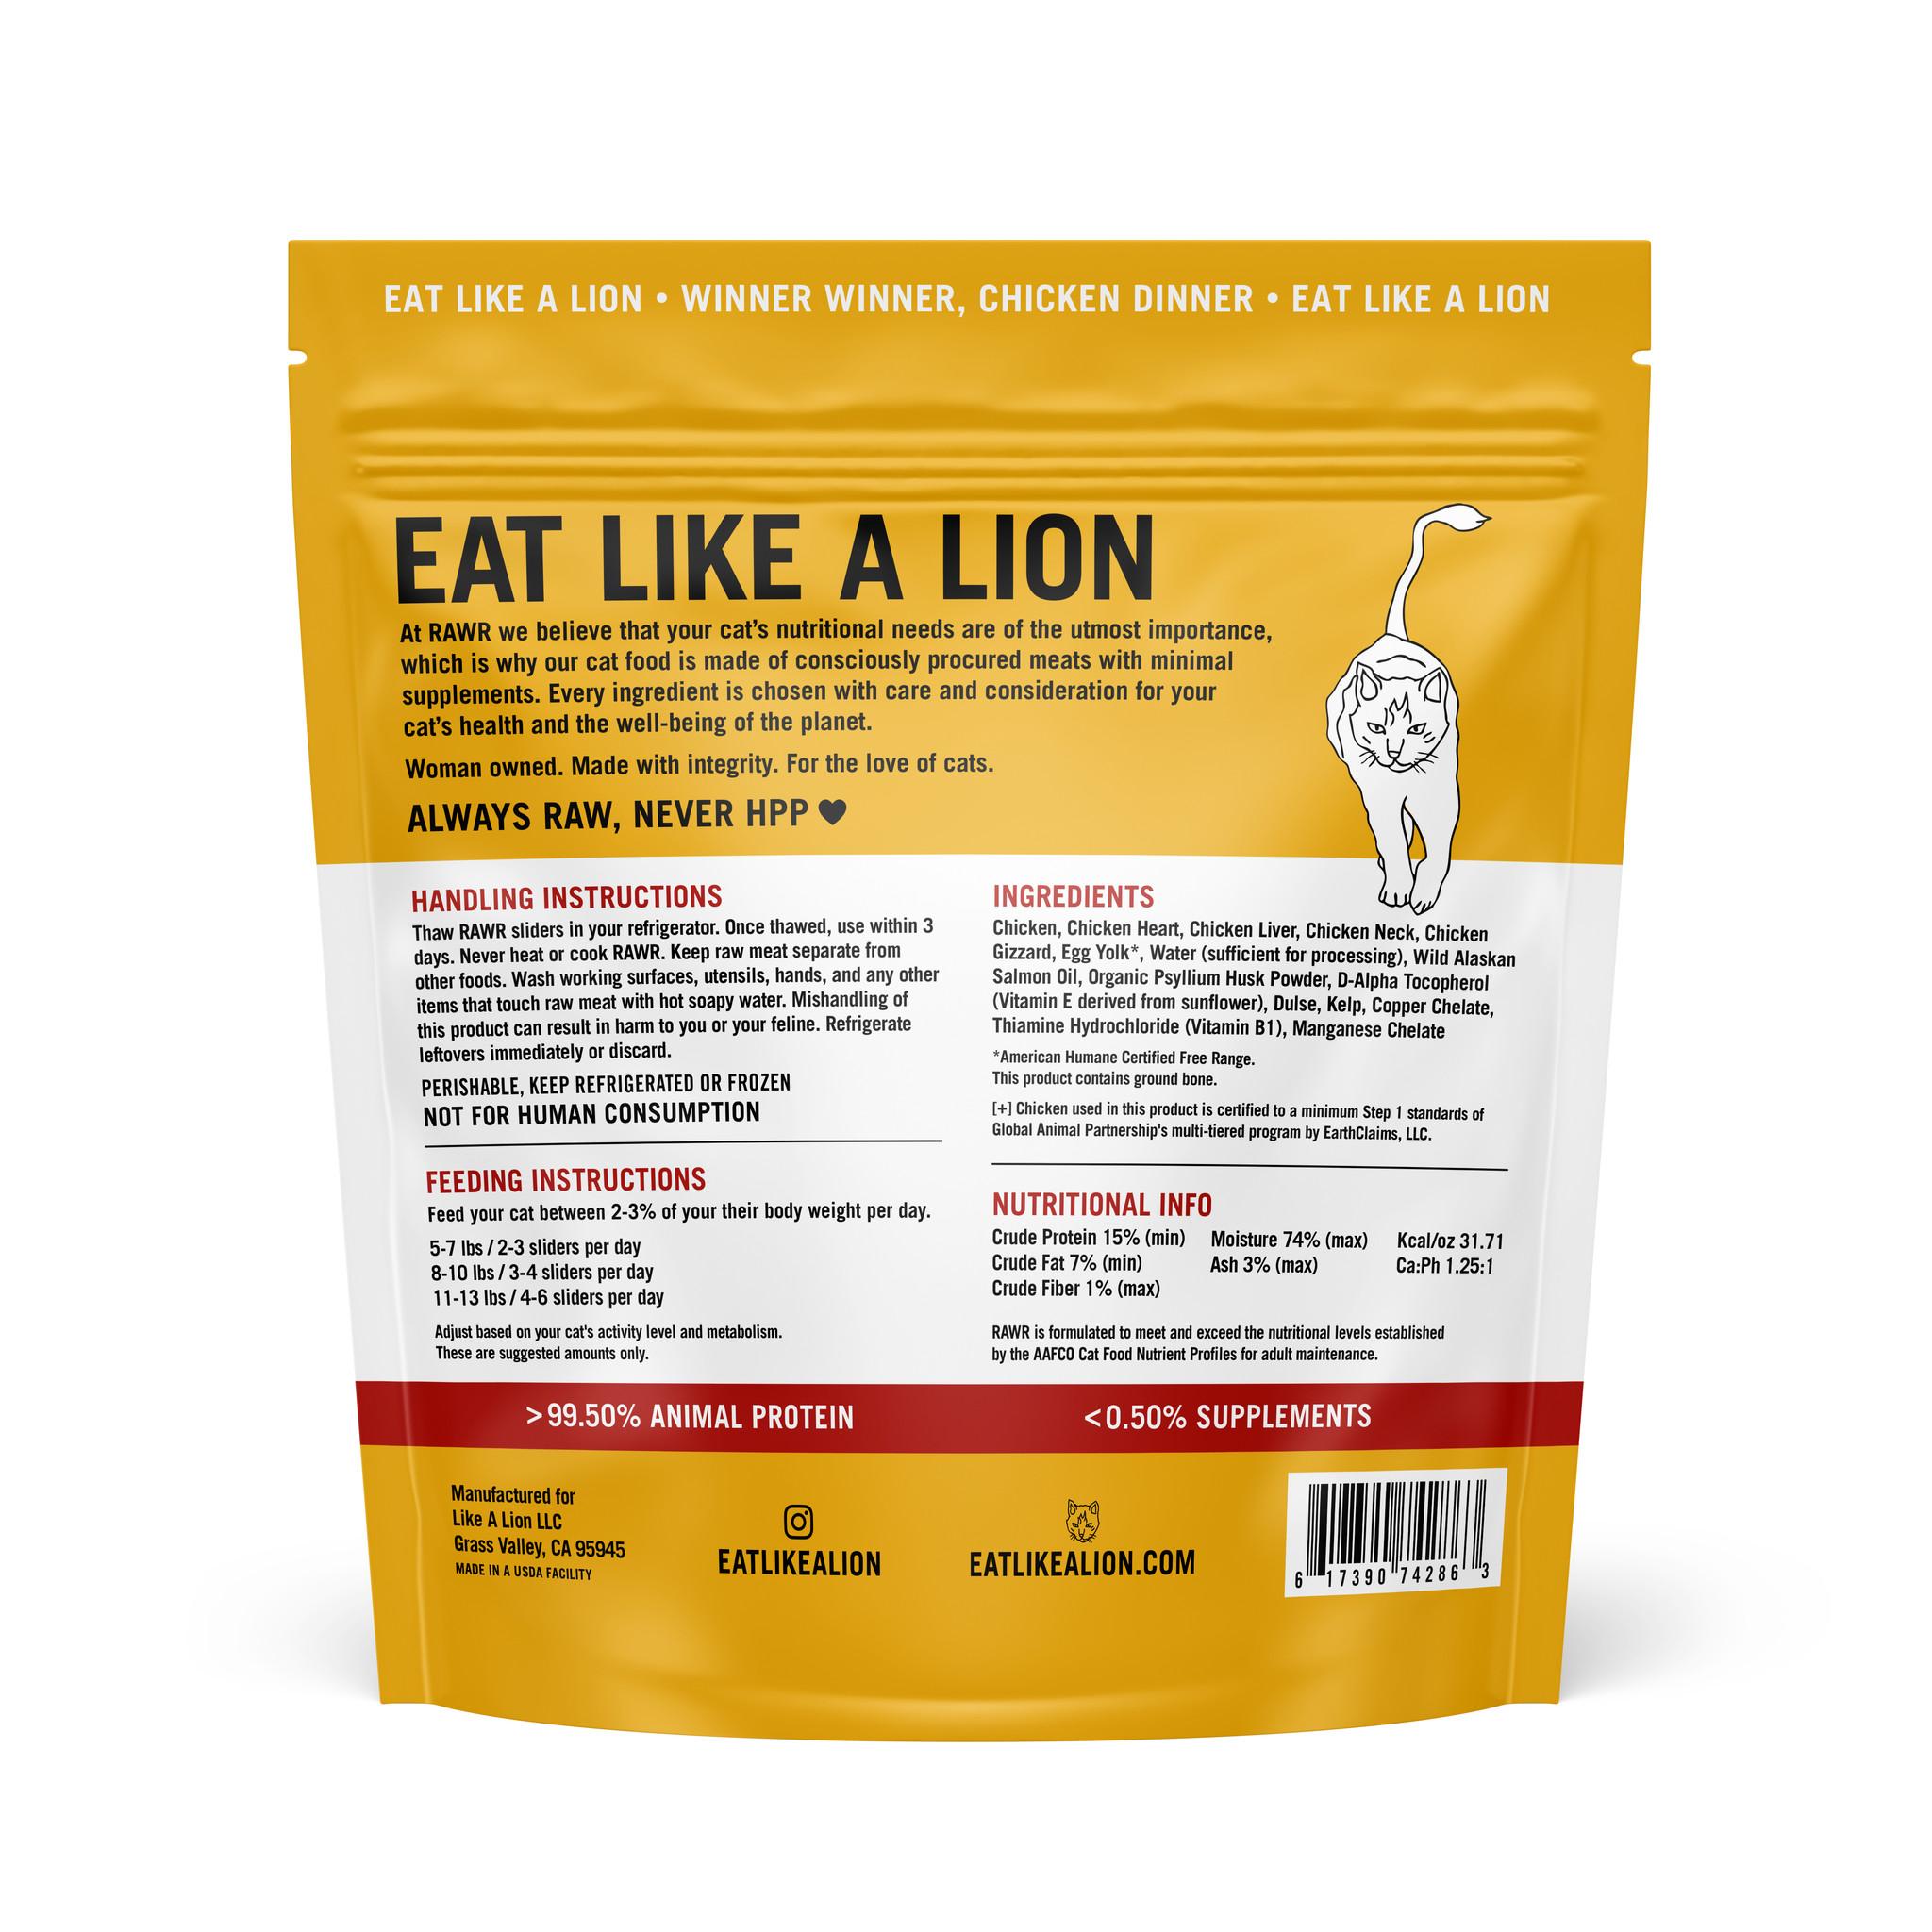 EAT LIKE A LION • WINNER WINNER, CHICKEN DINNER • EAT LIKE A LION
EAT LIKE A LION
At RAWR we believe that your cat's nutritional needs are of the utmost importance,
which is why our cat food is made of consciously procured meats with minimal
supplements. Every ingredient is chosen with care and consideration for your
cat's health and the well-being of the planet.
Woman owned. Made with integrity. For the love of cats.
ALWAYS RAW, NEVER HPP ♥
HANDLING INSTRUCTIONS
Thaw RAWR sliders in your refrigerator. Once thawed, use within 3
days. Never heat or cook RAWR. Keep raw meat separate from
other foods. Wash working surfaces, utensils, hands, and any other
items that touch raw meat with hot soapy water. Mishandling of
this product can result in harm to you or your feline. Refrigerate
leftovers immediately or discard.
PERISHABLE, KEEP REFRIGERATED OR FROZEN
NOT FOR HUMAN CONSUMPTION
FEEDING INSTRUCTIONS
Feed your cat between 2-3% of your their body weight per day.
5-7 lbs / 2-3 sliders per day
8-10 lbs / 3-4 sliders per day
11-13 lbs / 4-6 sliders per day
Adjust based on your cat's activity level and metabolism.
These are suggested amounts only.
INGREDIENTS
Chicken, Chicken Heart, Chicken Liver, Chicken Neck, Chicken
Gizzard, Egg Yolk*, Water (sufficient for processing), Wild Alaskan
Salmon Oil, Organic Psyllium Husk Powder, D-Alpha Tocopherol
(Vitamin E derived from sunflower), Dulse, Kelp, Copper Chelate,
Thiamine Hydrochloride (Vitamin B1), Manganese Chelate
*American Humane Certified Free Range.
This product contains ground bone.
[+] Chicken used in this product is certified to a minimum Step 1 standards of
Global Animal Partnership's multi-tiered program by EarthClaims, LLC.
NUTRITIONAL INFO
Crude Protein 15% (min) Moisture 74% (max) Kcal/oz 31.71
Crude Fat 7% (min) Ash 3% (max) Ca:Ph 1.25:1
Crude Fiber 1% (max)
RAWR is formulated to meet and exceed the nutritional levels established
by the AAFCO Cat Food Nutrient Profiles for adult maintenance.
>99.50% ANIMAL PROTEIN <0.50% SUPPLEMENTS
Manufactured for
Like A Lion LLC
Grass Valley, CA 95945
MADE IN A USDA FACILITY
EATLIKEALION
EATLIKEALION.COM
6 17390 74286 3